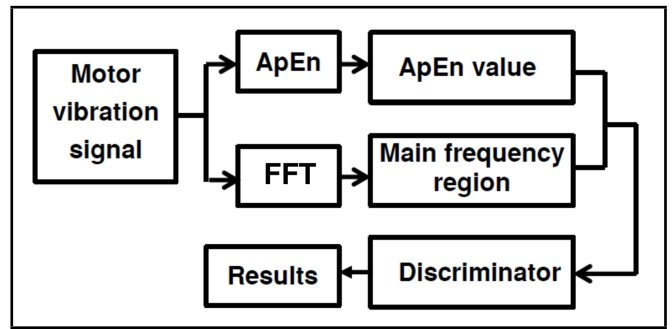 Motor
vibration
signal
ApEn
ApEn value
FFT
Main frequency
region
Discriminator
Results